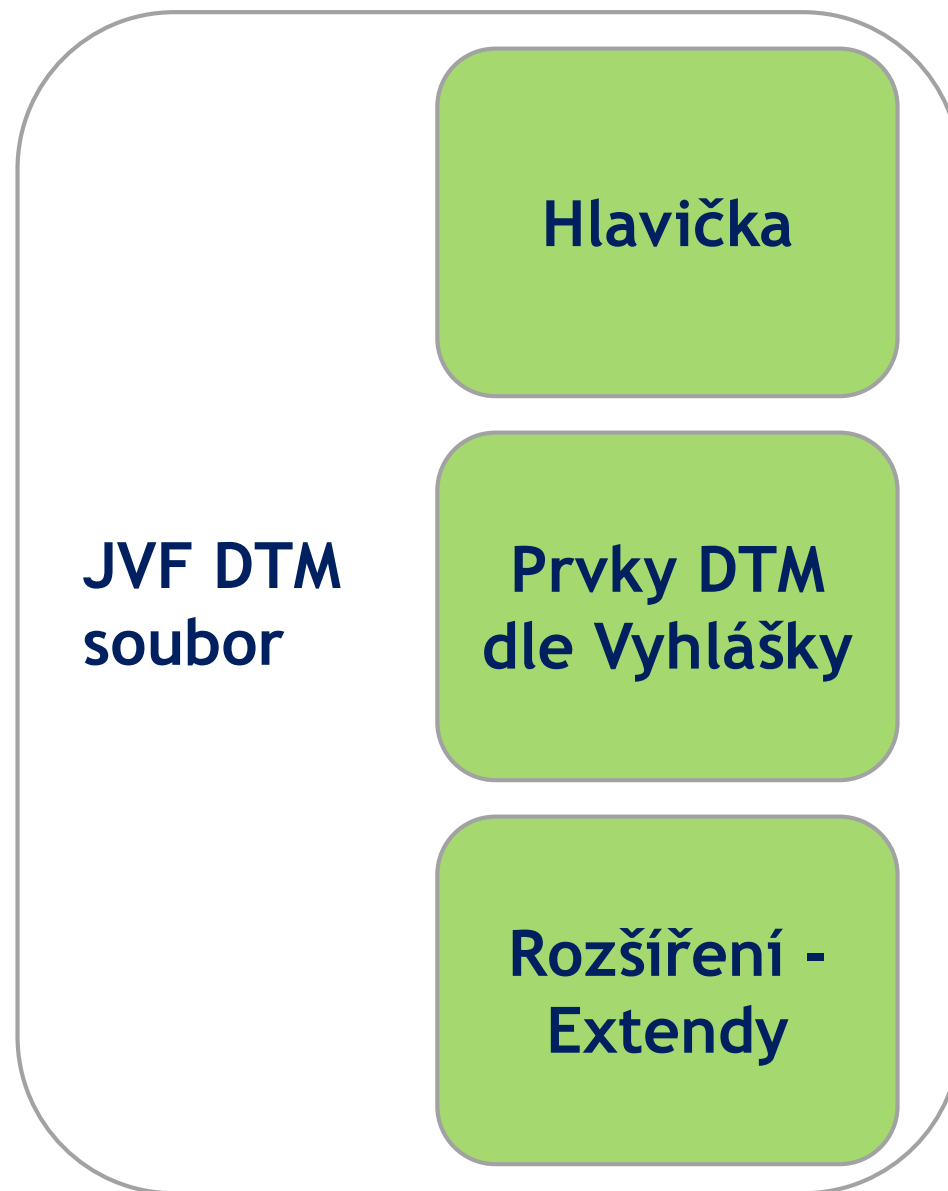 JVF DTM
soubor
Hlavička
Prvky DTM
dle Vyhlášky
Rozšíření -
Extendy